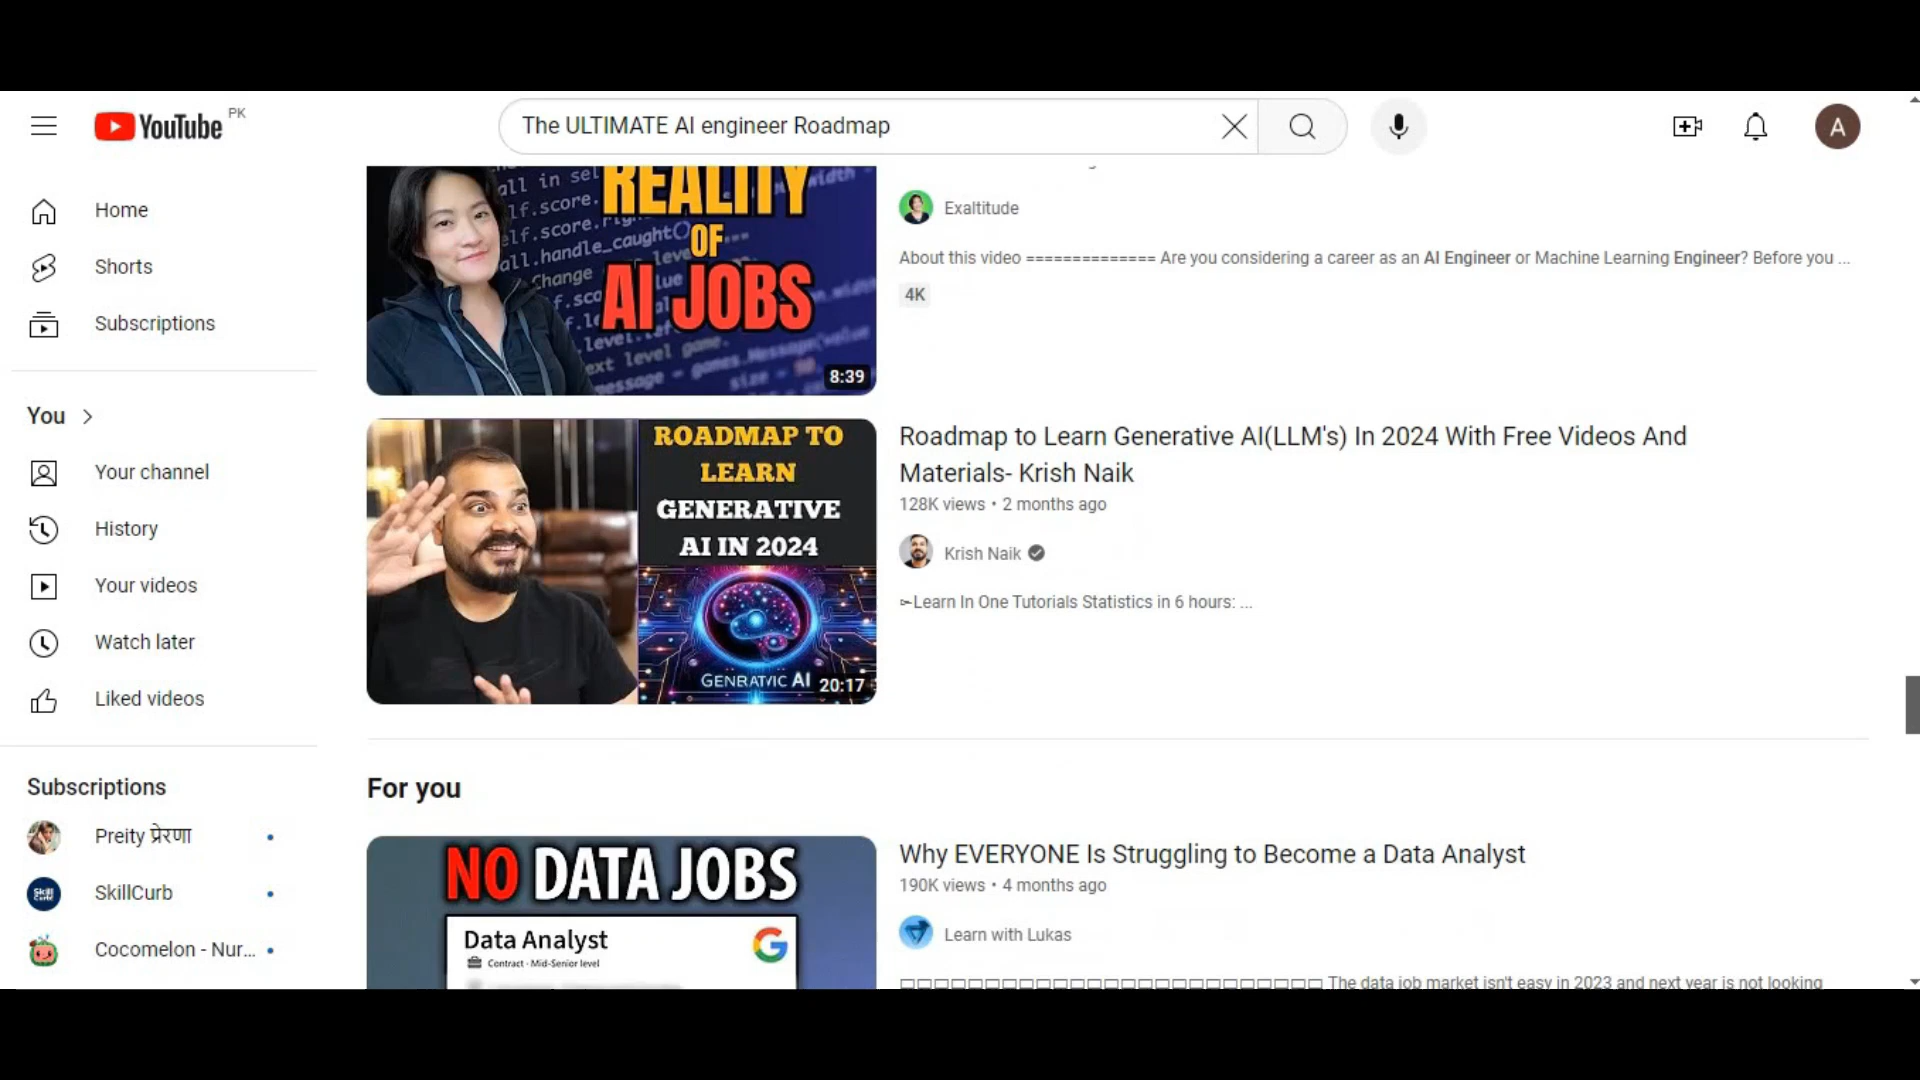 YouTube PK
The ULTIMATE AI engineer Roadmap
A
Home
Shorts
Subscriptions
You
Your channel
History
Your videos
Watch later
Liked videos
Subscriptions
Preity प्रेरणा
SkillCurb
Cocomelon - Nur...
REALITY
OF
AI JOBS
8:39
Exaltitude
About this video ============== Are you considering a career as an AI Engineer or Machine Learning Engineer? Before you ...
4K
ROADMAP TO
LEARN
GENERATIVE
AI IN 2024
20:17
Roadmap to Learn Generative AI(LLM's) In 2024 With Free Videos And
Materials- Krish Naik
128K views • 2 months ago
Krish Naik
Learn In One Tutorials Statistics in 6 hours: ...
For you
NO DATA JOBS
Data Analyst
Contract · Mid-Senior level
Why EVERYONE Is Struggling to Become a Data Analyst
190K views • 4 months ago
Learn with Lukas
The data job market isn't easy in 2023 and next year is not looking